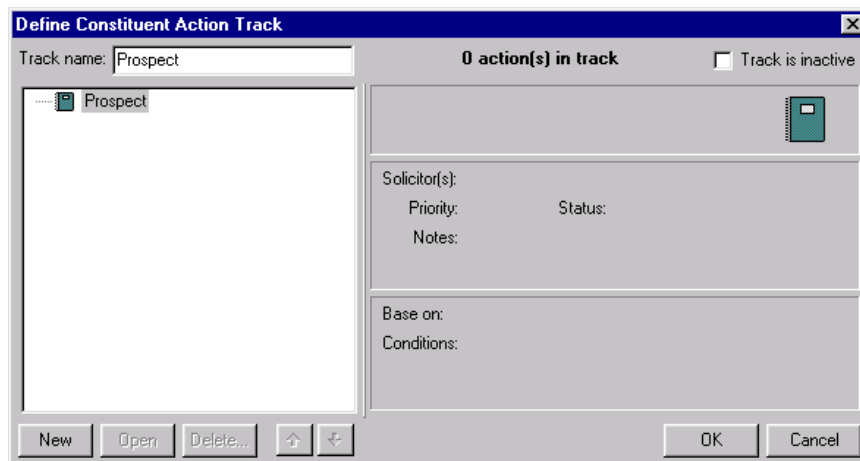 Define Constituent Action Track
Track name: Prospect
0 action(s) in track
Track is inactive
Prospect
Solicitor(s):
Priority: Status:
Notes:
Base on:
Conditions:
New Open Delete... OK Cancel